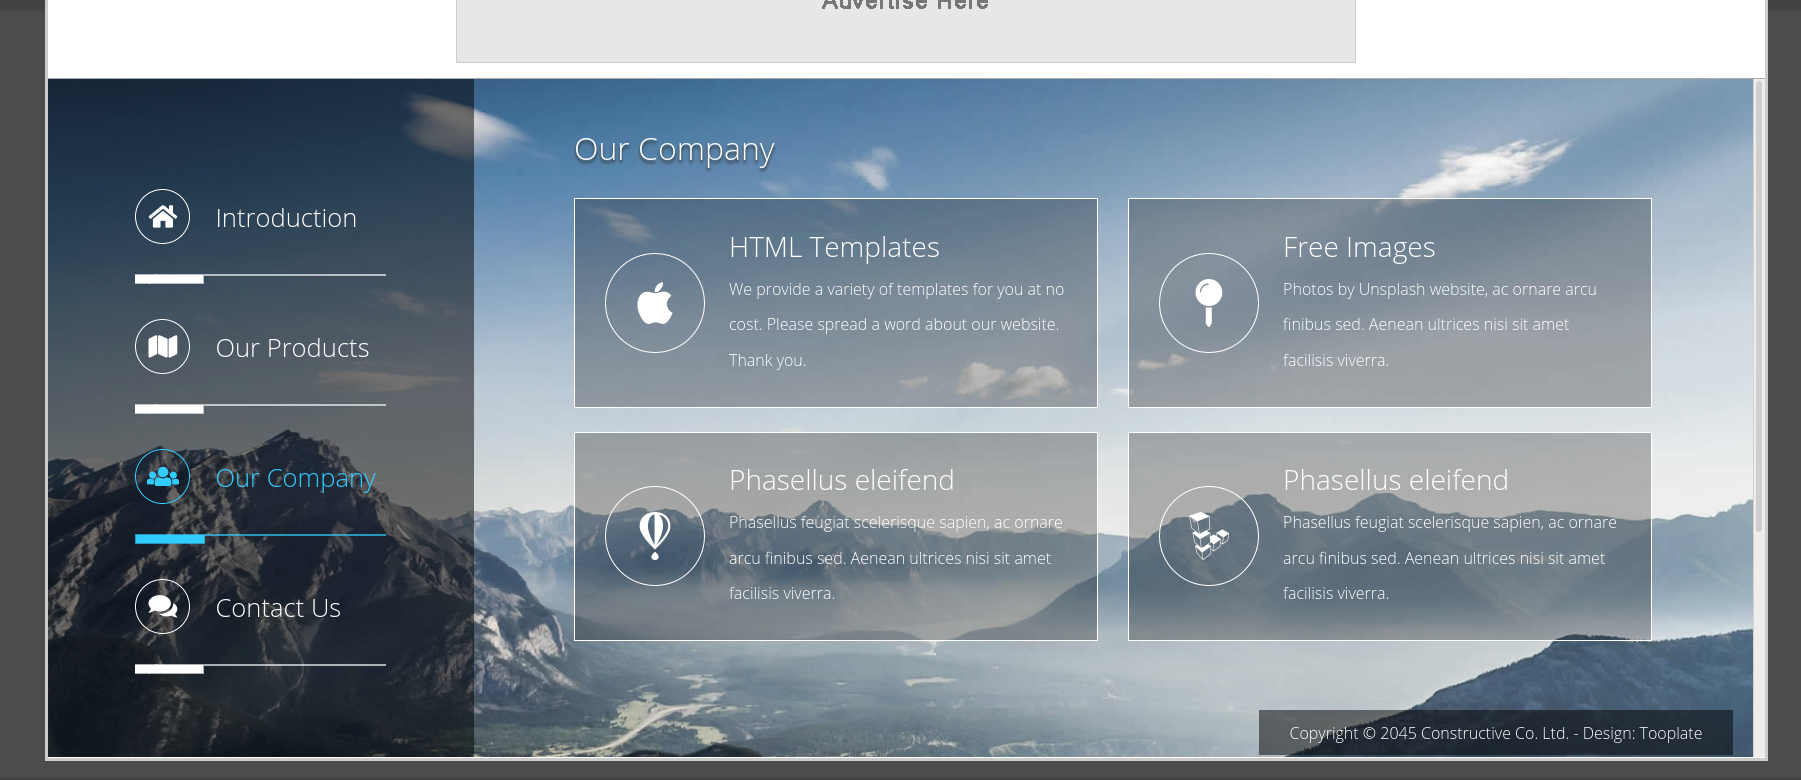 Advertise Here
Introduction
Our Products
Our Company
Contact Us
Our Company
HTML Templates
We provide a variety of templates for you at no
cost. Please spread a word about our website.
Thank you.
Free Images
Photos by Unsplash website, ac ornare arcu
finibus sed. Aenean ultrices nisi sit amet
facilisis viverra.
Phasellus eleifend
Phasellus feugiat scelerisque sapien, ac ornare
arcu finibus sed. Aenean ultrices nisi sit amet
facilisis viverra.
Phasellus eleifend
Phasellus feugiat scelerisque sapien, ac ornare
arcu finibus sed. Aenean ultrices nisi sit amet
facilisis viverra.
Copyright © 2045 Constructive Co. Ltd. - Design: Tooplate